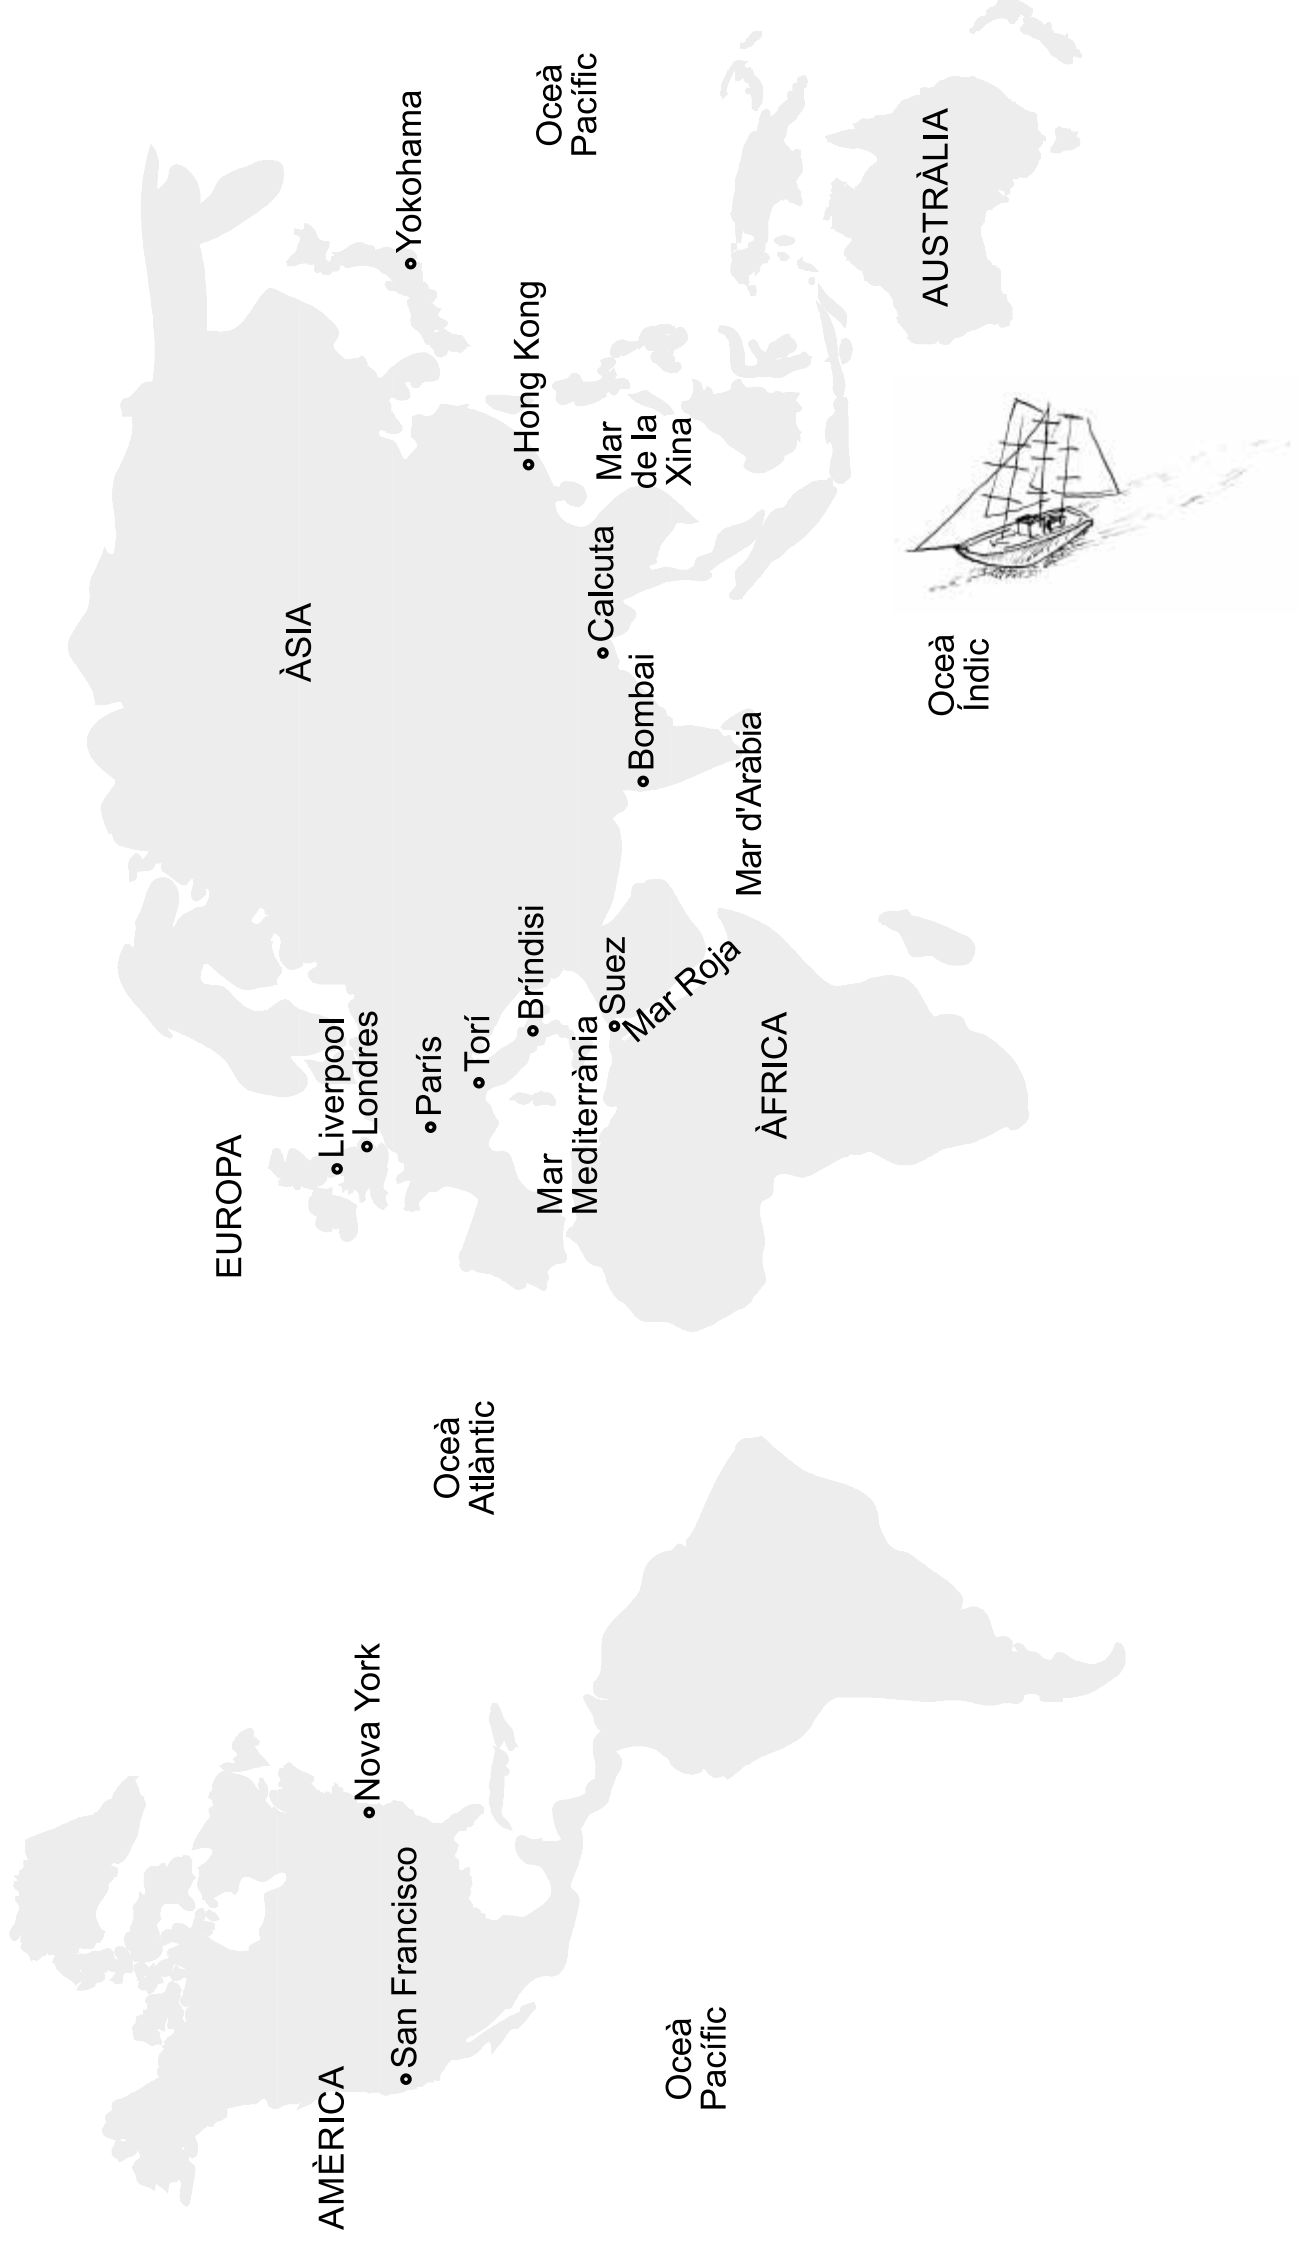 EUROPA
ÀSIA
AMÈRICA
Liverpool
Londres
Nova York
San Francisco
París
Yokohama
Oceà
Atlàntic
Torí
Bríndisi
Hong Kong
Oceà
Pacífic
Mar
Mediterrània
Suez
Calcuta
Mar
de la
Xina
Bombai
Mar Roja
Oceà
Pacífic
Mar d'Aràbia
ÀFRICA
Oceà
Índic
AUSTRÀLIA